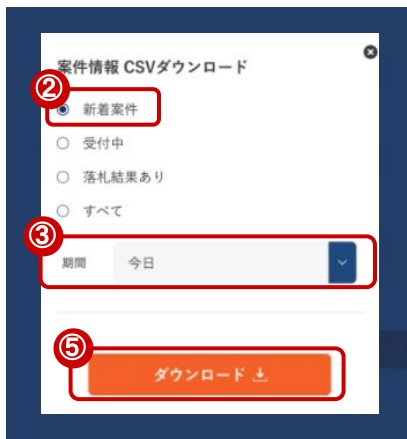 案件情報 CSVダウンロード
②
新着案件
受付中
落札結果あり
すべて
③
期間 今日
⑤
ダウンロード